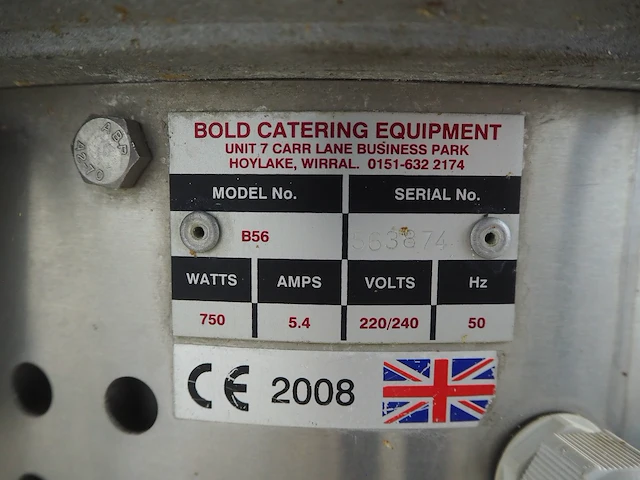 BOLD CATERING EQUIPMENT
UNIT 7 CARR LANE BUSINESS PARK
HOYLAKE, WIRRAL. 0151-632 2174
MODEL No. SERIAL No.
B56 563874
WATTS AMPS VOLTS Hz
750 5.4 220/240 50
CE 2008